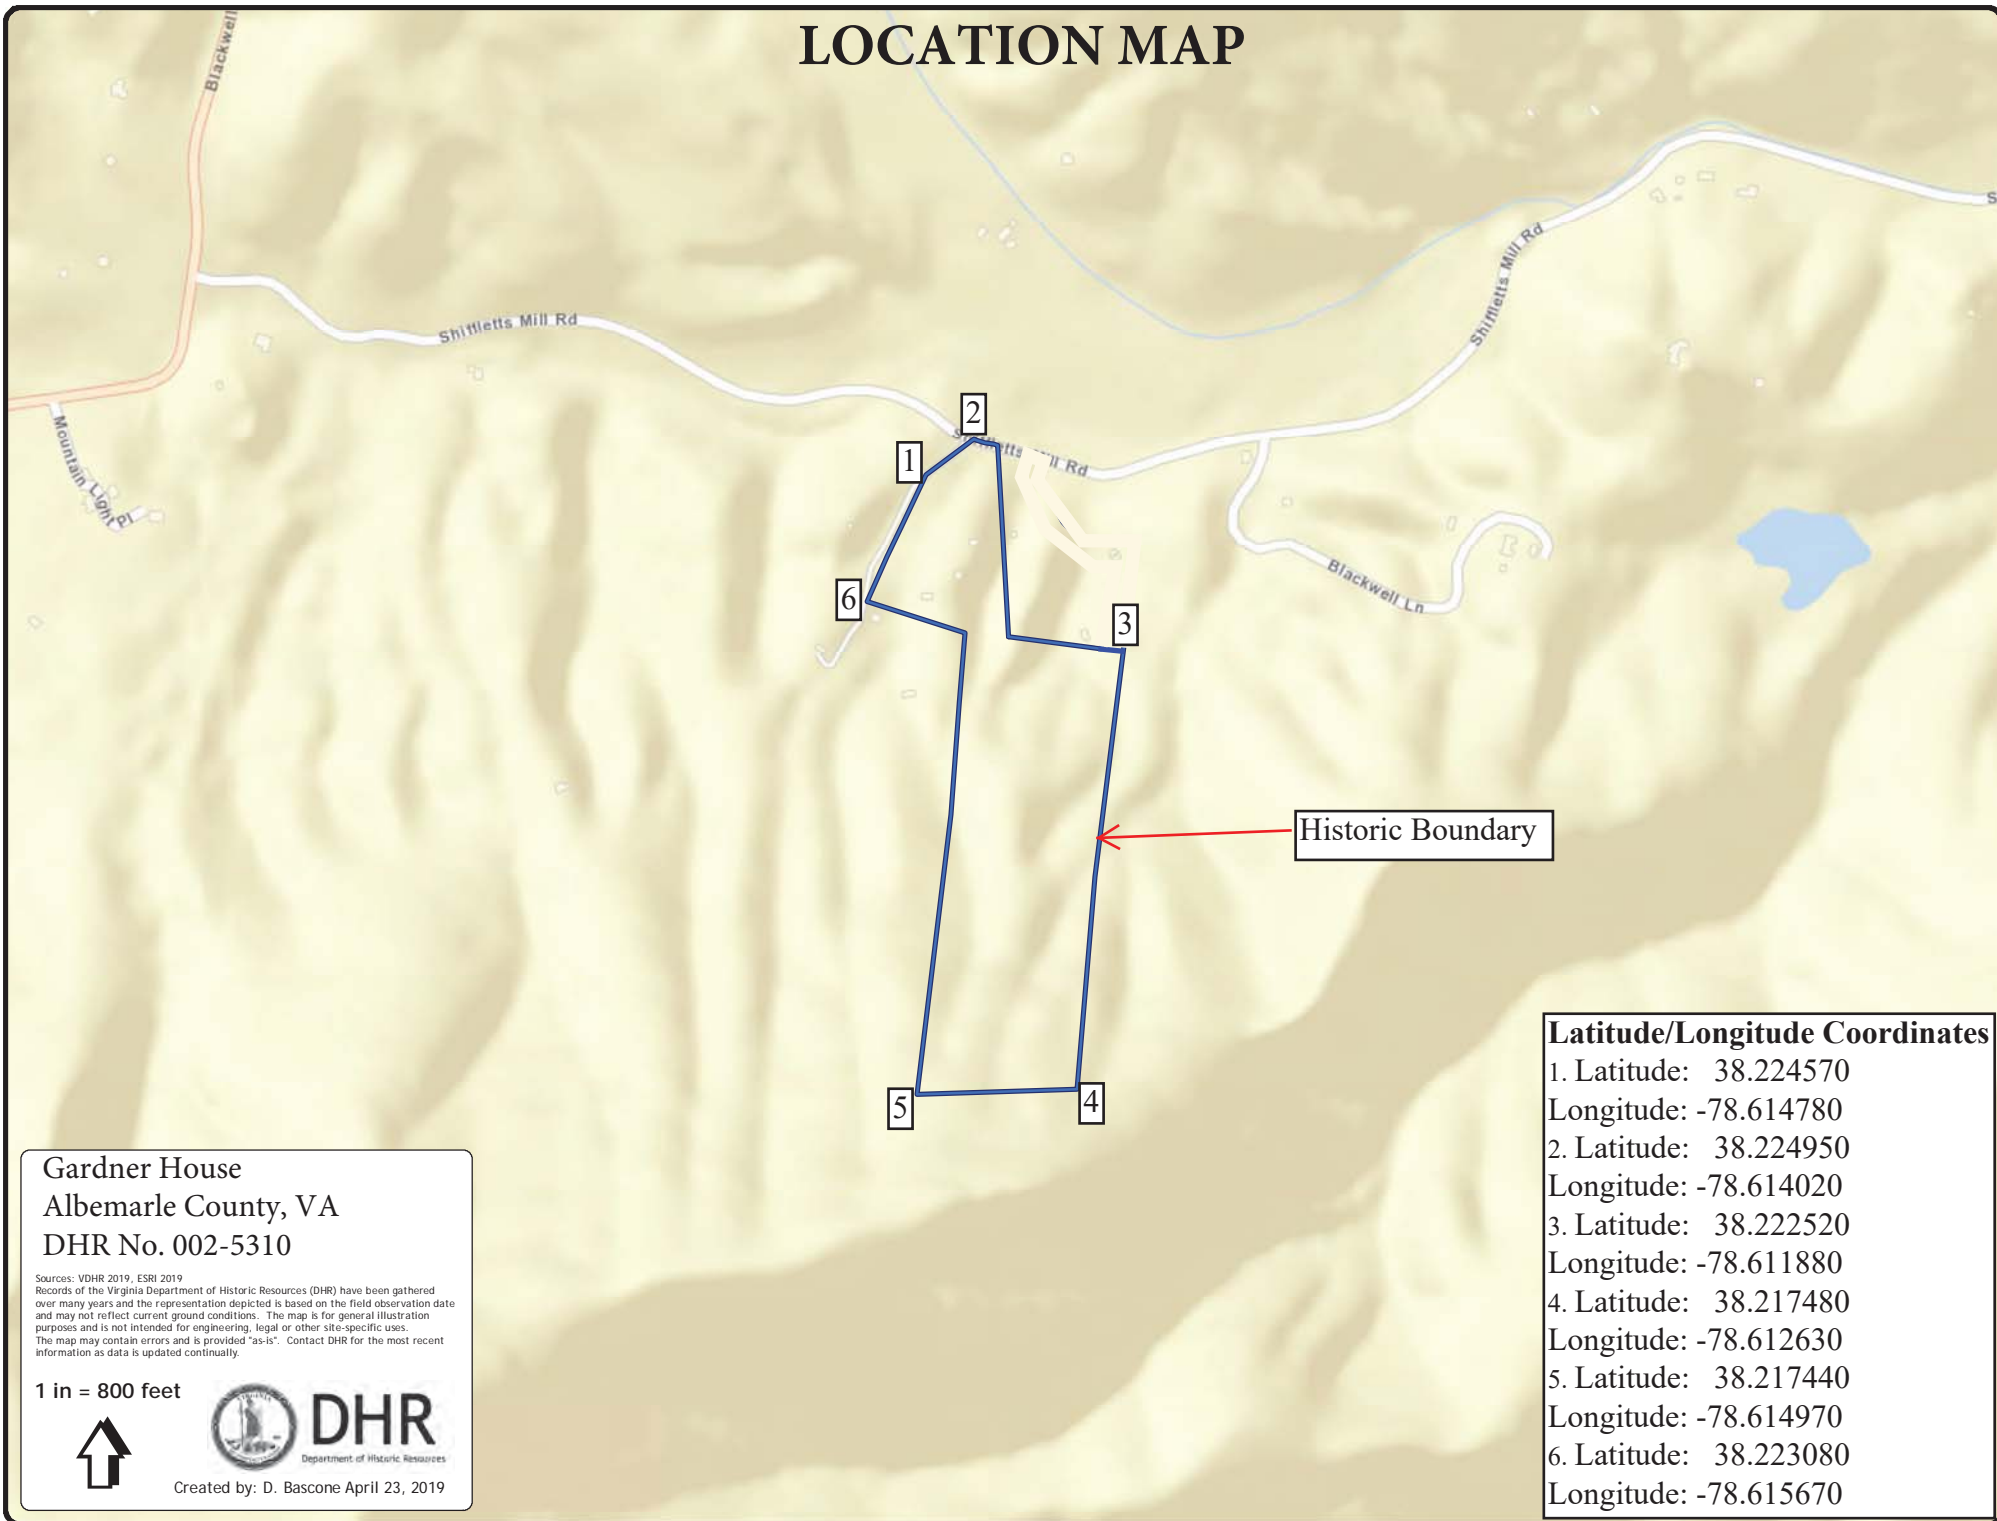 LOCATION MAP
Blackwell
S
Shiffletts Mill Rd
Shiffletts Mill Rd
Mountain Light Pl
2
1
Rd
6
3
Blackwell Ln
Historic Boundary
5
4
Latitude/Longitude Coordinates
1. Latitude: 38.224570
Longitude: -78.614780
2. Latitude: 38.224950
Longitude: -78.614020
3. Latitude: 38.222520
Longitude: -78.611880
4. Latitude: 38.217480
Longitude: -78.612630
5. Latitude: 38.217440
Longitude: -78.614970
6. Latitude: 38.223080
Longitude: -78.615670
Gardner House
Albemarle County, VA
DHR No. 002-5310
Sources: VDHR 2019, ESRI 2019
Records of the Virginia Department of Historic Resources (DHR) have been gathered
over many years and the representation depicted is based on the field observation date
and may not reflect current ground conditions. The map is for general illustration
purposes and is not intended for engineering, legal or other site-specific uses.
The map may contain errors and is provided "as-is". Contact DHR for the most recent
information as data is updated continually.
1 in = 800 feet
DHR
Department of Historic Resources
Created by: D. Bascone April 23, 2019